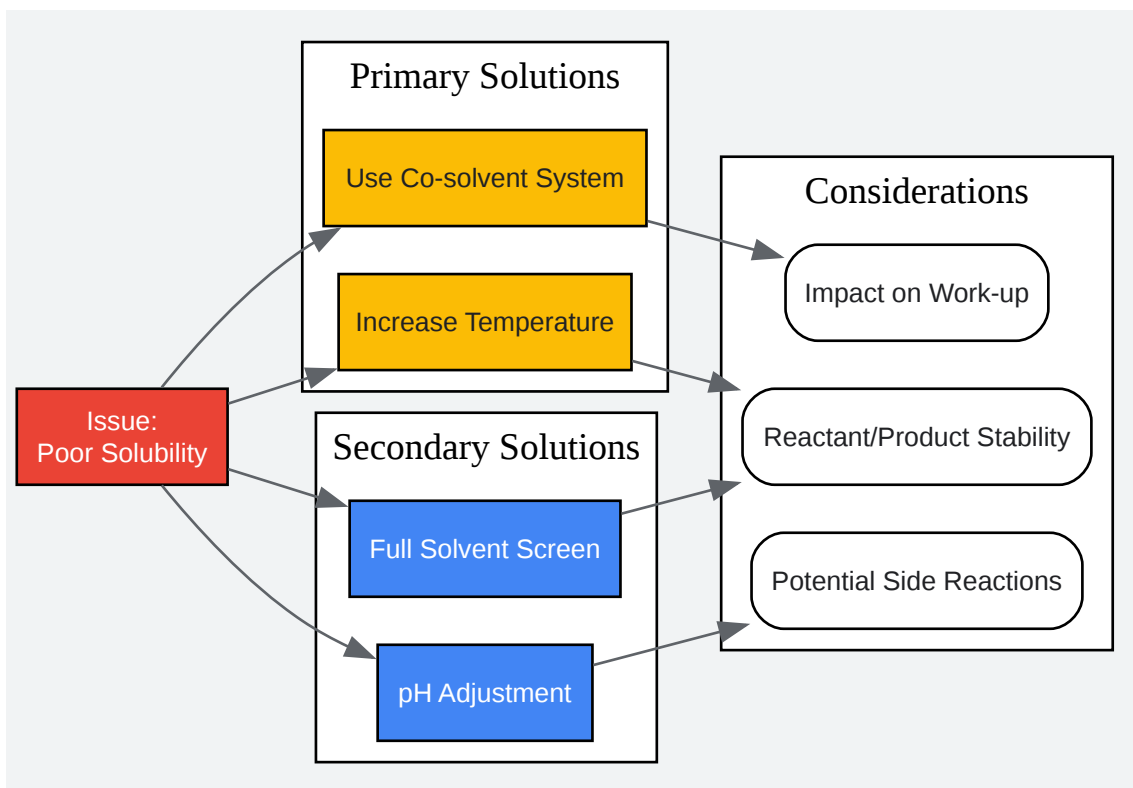 Primary Solutions
Use Co-solvent System
Increase Temperature
Issue:
Poor Solubility
Secondary Solutions
Full Solvent Screen
pH Adjustment
Considerations
Impact on Work-up
Reactant/Product Stability
Potential Side Reactions